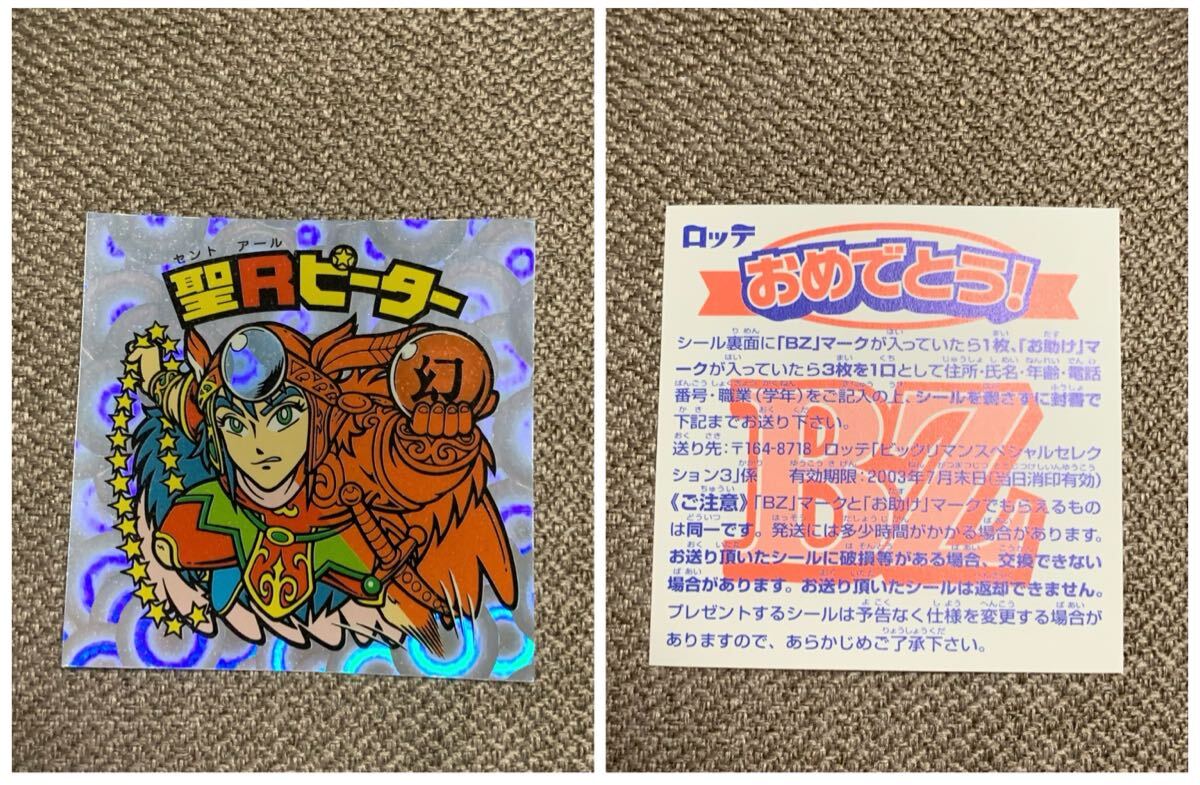 セント アール
聖Rピーター
幻
ロッテ
おめでとう!
シール裏面に「BZ」マークが入っていたら1枚、「お助け」マ
ークが入っていたら3枚を1口として住所・氏名・年齢・電話
番号・職業(学年)をご記入の上、シールを剥さずに封書で
下記までお送り下さい。
送り先:〒164-8718 ロッテ「ビッツリマンスペシャルセレク
ション3」係 有効期限:2003年7月末日(当日消印有効)
《ご注意》「BZ」マークと「お助け」マークでもらえるもの
は同一です。発送には多少時間がかかる場合があります。
お送り頂いたシールに破損等がある場合、交換できない
場合があります。お送り頂いたシールは返却できません。
プレゼントするシールは予告なく仕様を変更する場合が
ありますので、あらかじめご了承下さい。
BZ